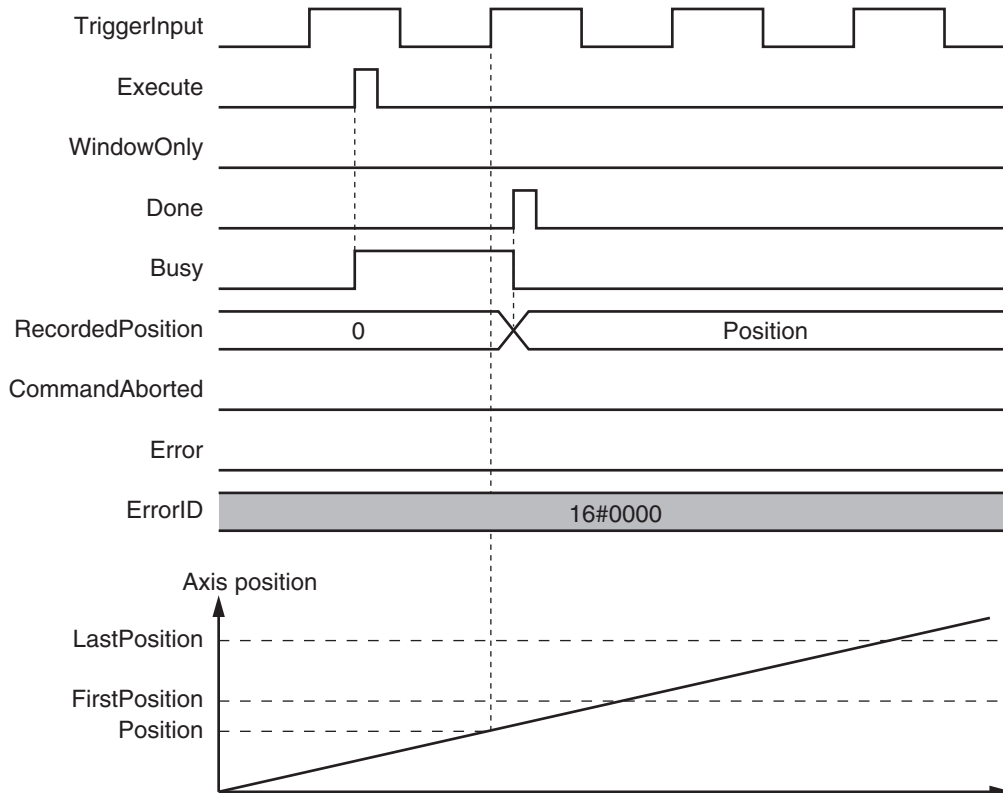 TriggerInput
Execute
WindowOnly
Done
Busy
RecordedPosition
0
Position
CommandAborted
Error
ErrorID
16#0000
Axis position
LastPosition
FirstPosition
Position